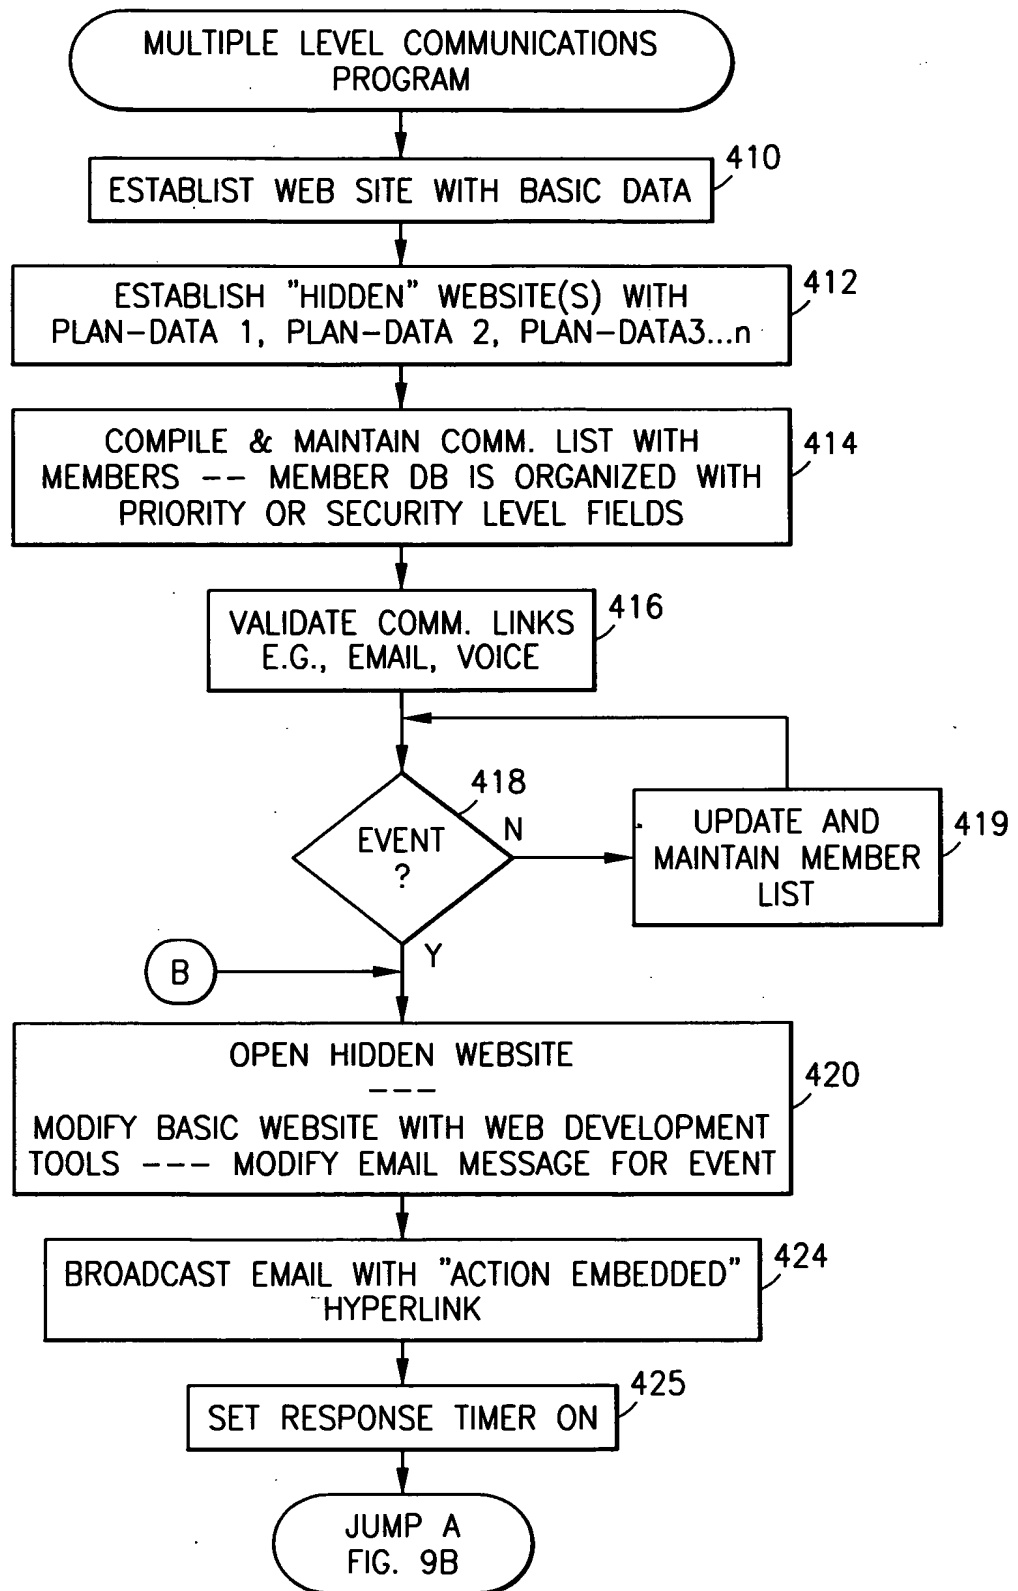 MULTIPLE LEVEL COMMUNICATIONS
PROGRAM
410
ESTABLIST WEB SITE WITH BASIC DATA
412
ESTABLISH "HIDDEN" WEBSITE(S) WITH
PLAN-DATA 1, PLAN-DATA 2, PLAN-DATA3...n
414
COMPILE & MAINTAIN COMM. LIST WITH
MEMBERS -- MEMBER DB IS ORGANIZED WITH
PRIORITY OR SECURITY LEVEL FIELDS
416
VALIDATE COMM. LINKS
E.G., EMAIL, VOICE
418
EVENT
?
N
419
UPDATE AND
MAINTAIN MEMBER
LIST
Y
B
420
OPEN HIDDEN WEBSITE
---
MODIFY BASIC WEBSITE WITH WEB DEVELOPMENT
TOOLS --- MODIFY EMAIL MESSAGE FOR EVENT
424
BROADCAST EMAIL WITH "ACTION EMBEDDED"
HYPERLINK
425
SET RESPONSE TIMER ON
JUMP A
FIG. 9B